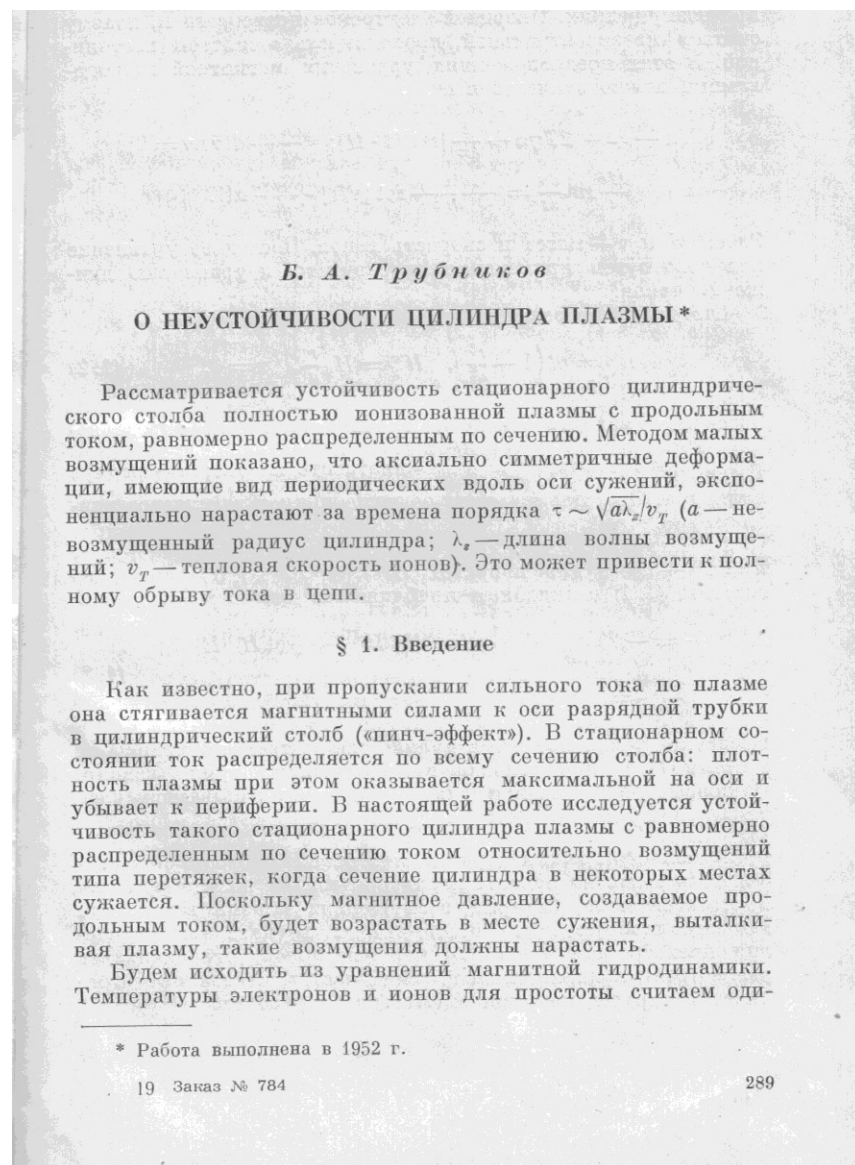 Б. А. Трубников
О НЕУСТОЙЧИВОСТИ ЦИЛИНДРА ПЛАЗМЫ *
Рассматривается устойчивость стационарного цилиндриче-
ского столба полностью ионизованной плазмы с продольным
током, равномерно распределенным по сечению. Методом малых
возмущений показано, что аксиально симметричные деформа-
ции, имеющие вид периодических вдоль оси сужений, экспо-
ненциально нарастают за времена порядка τ ~ √aλ_z/v_T (a — не-
возмущенный радиус цилиндра; λ_z — длина волны возмуще-
ний; v_T — тепловая скорость ионов). Это может привести к пол-
ному обрыву тока в цепи.
§ 1. Введение
Как известно, при пропускании сильного тока по плазме
она стягивается магнитными силами к оси разрядной трубки
в цилиндрический столб («пинч-эффект»). В стационарном со-
стоянии ток распределяется по всему сечению столба: плот-
ность плазмы при этом оказывается максимальной на оси и
убывает к периферии. В настоящей работе исследуется устой-
чивость такого стационарного цилиндра плазмы с равномерно
распределенным по сечению током относительно возмущений
типа перетяжек, когда сечение цилиндра в некоторых местах
сужается. Поскольку магнитное давление, создаваемое про-
дольным током, будет возрастать в месте сужения, выталки-
вая плазму, такие возмущения должны нарастать.
Будем исходить из уравнений магнитной гидродинамики.
Температуры электронов и ионов для простоты считаем оди-
* Работа выполнена в 1952 г.
19 Заказ № 784
289